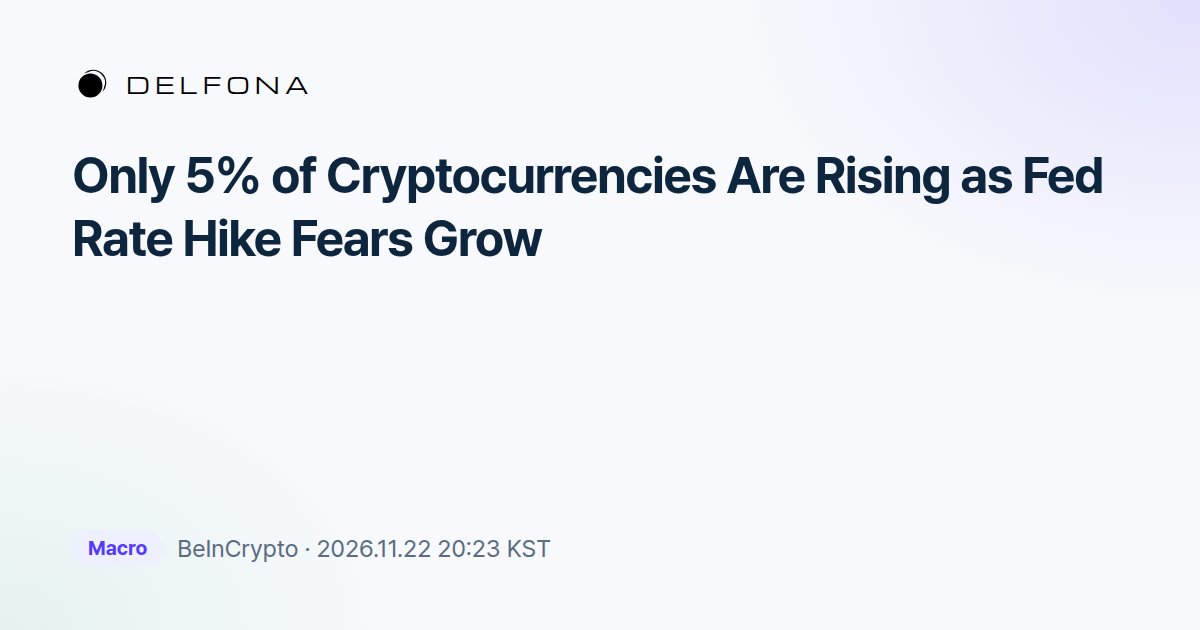 DELFONA
Only 5% of Cryptocurrencies Are Rising as Fed
Rate Hike Fears Grow
Macro BeInCrypto · 2026.11.22 20:23 KST